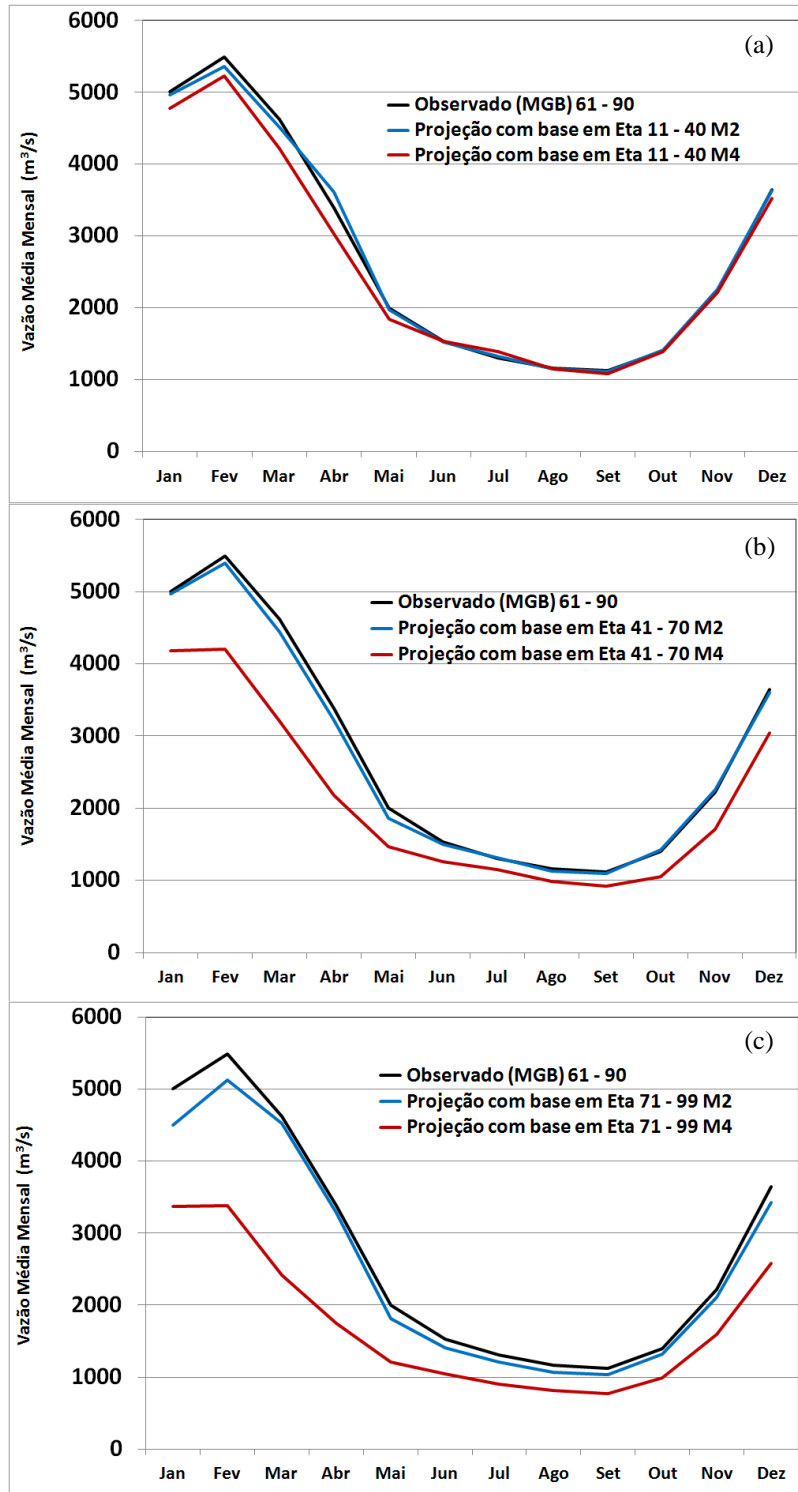 (a)
Vazão Média Mensal (m³/s)
6000
5000
4000
3000
2000
1000
0
Observado (MGB) 61 - 90
Projeção com base em Eta 11 - 40 M2
Projeção com base em Eta 11 - 40 M4
Jan Fev Mar Abr Mai Jun Jul Ago Set Out Nov Dez
(b)
Vazão Média Mensal (m³/s)
6000
5000
4000
3000
2000
1000
0
Observado (MGB) 61 - 90
Projeção com base em Eta 41 - 70 M2
Projeção com base em Eta 41 - 70 M4
Jan Fev Mar Abr Mai Jun Jul Ago Set Out Nov Dez
(c)
Vazão Média Mensal (m³/s)
6000
5000
4000
3000
2000
1000
0
Observado (MGB) 61 - 90
Projeção com base em Eta 71 - 99 M2
Projeção com base em Eta 71 - 99 M4
Jan Fev Mar Abr Mai Jun Jul Ago Set Out Nov Dez